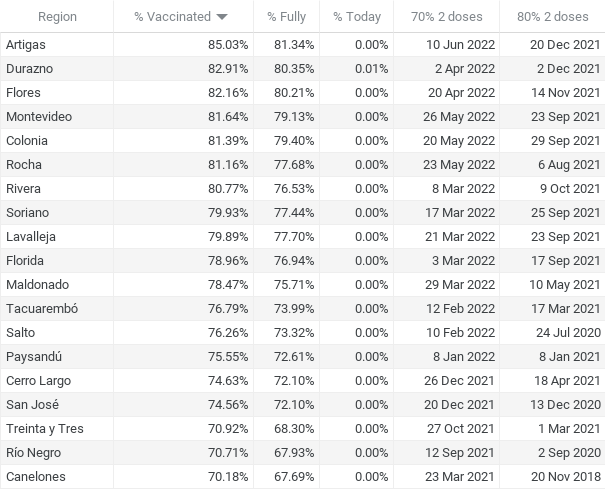 Region % Vaccinated % Fully % Today 70% 2 doses 80% 2 doses
Artigas 85.03% 81.34% 0.00% 10 Jun 2022 20 Dec 2021
Durazno 82.91% 80.35% 0.01% 2 Apr 2022 2 Dec 2021
Flores 82.16% 80.21% 0.00% 20 Apr 2022 14 Nov 2021
Montevideo 81.64% 79.13% 0.00% 26 May 2022 23 Sep 2021
Colonia 81.39% 79.40% 0.00% 20 May 2022 29 Sep 2021
Rocha 81.16% 77.68% 0.00% 23 May 2022 6 Aug 2021
Rivera 80.77% 76.53% 0.00% 8 Mar 2022 9 Oct 2021
Soriano 79.93% 77.44% 0.00% 17 Mar 2022 25 Sep 2021
Lavalleja 79.89% 77.70% 0.00% 21 Mar 2022 23 Sep 2021
Florida 78.96% 76.94% 0.00% 3 Mar 2022 17 Sep 2021
Maldonado 78.47% 75.71% 0.00% 29 Mar 2022 10 May 2021
Tacuarembó 76.79% 73.99% 0.00% 12 Feb 2022 17 Mar 2021
Salto 76.26% 73.32% 0.00% 10 Feb 2022 24 Jul 2020
Paysandú 75.55% 72.61% 0.00% 8 Jan 2022 8 Jan 2021
Cerro Largo 74.63% 72.10% 0.00% 26 Dec 2021 18 Apr 2021
San José 74.56% 72.10% 0.00% 20 Dec 2021 13 Dec 2020
Treinta y Tres 70.92% 68.30% 0.00% 27 Oct 2021 1 Mar 2021
Río Negro 70.71% 67.93% 0.00% 12 Sep 2021 2 Sep 2020
Canelones 70.18% 67.69% 0.00% 23 Mar 2021 20 Nov 2018